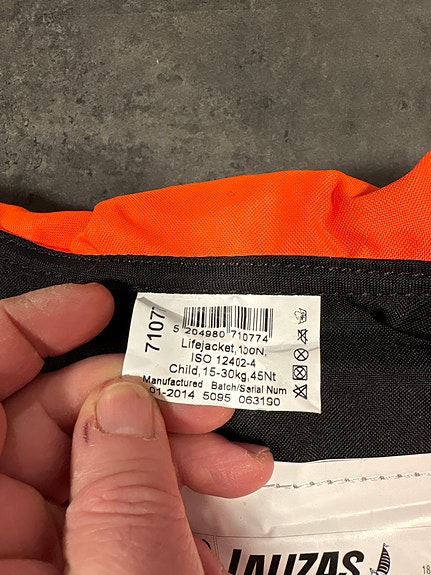 5 204980 710774
Lifejacket,100N,
ISO 12402-4
Child, 15-30kg,45Nt
Manufactured Batch/Serial Num
01-2014 5095 063190
LALIZAS